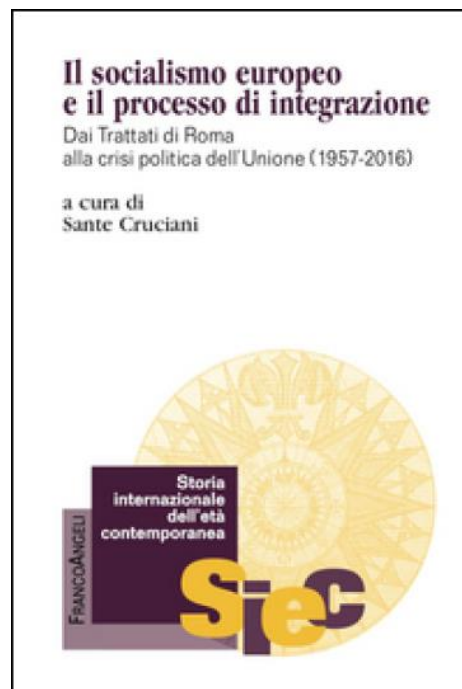 Il socialismo europeo
e il processo di integrazione
Dai Trattati di Roma
alla crisi politica dell'Unione (1957-2016)
a cura di
Sante Cruciani
Storia
internazionale
dell'età
contemporanea
FRANCOANGELI
Siec